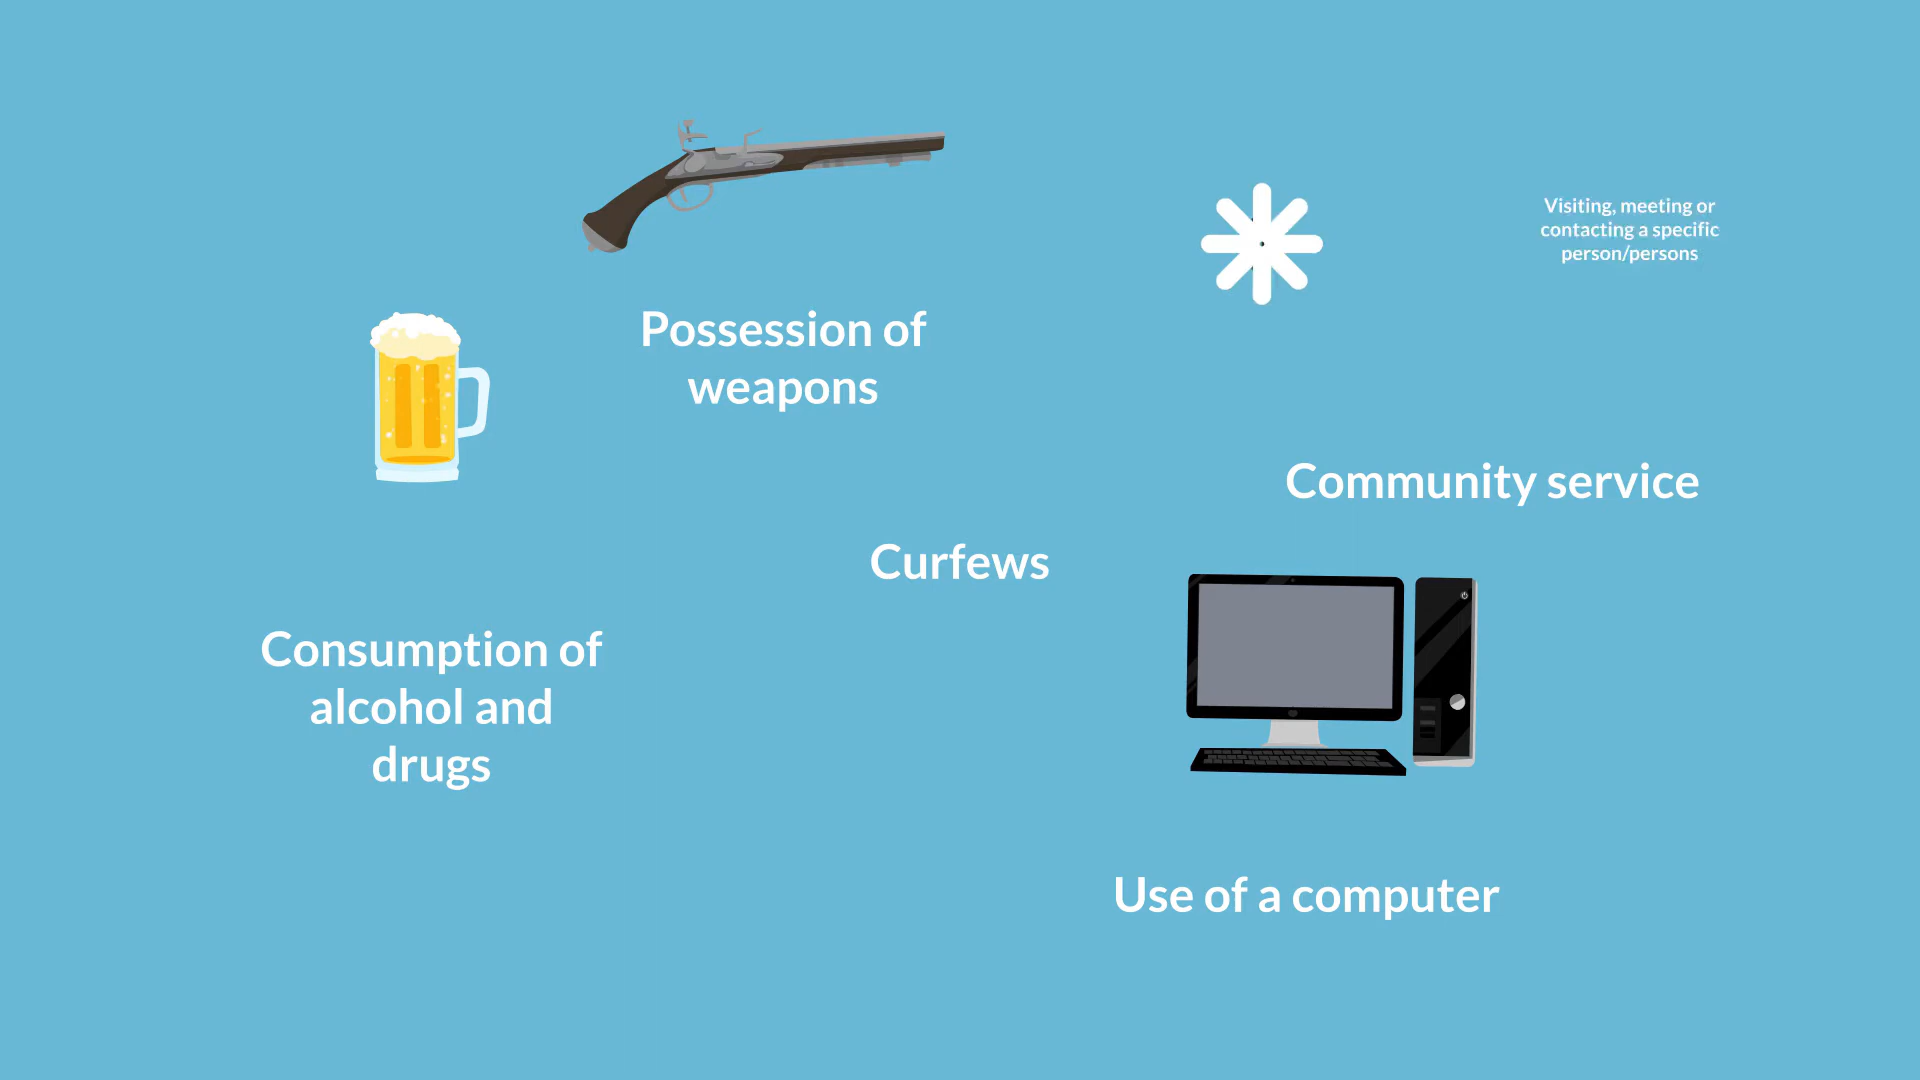 Visiting, meeting or
contacting a specific
person/persons
Possession of
weapons
Community service
Curfews
Consumption of
alcohol and
drugs
Use of a computer